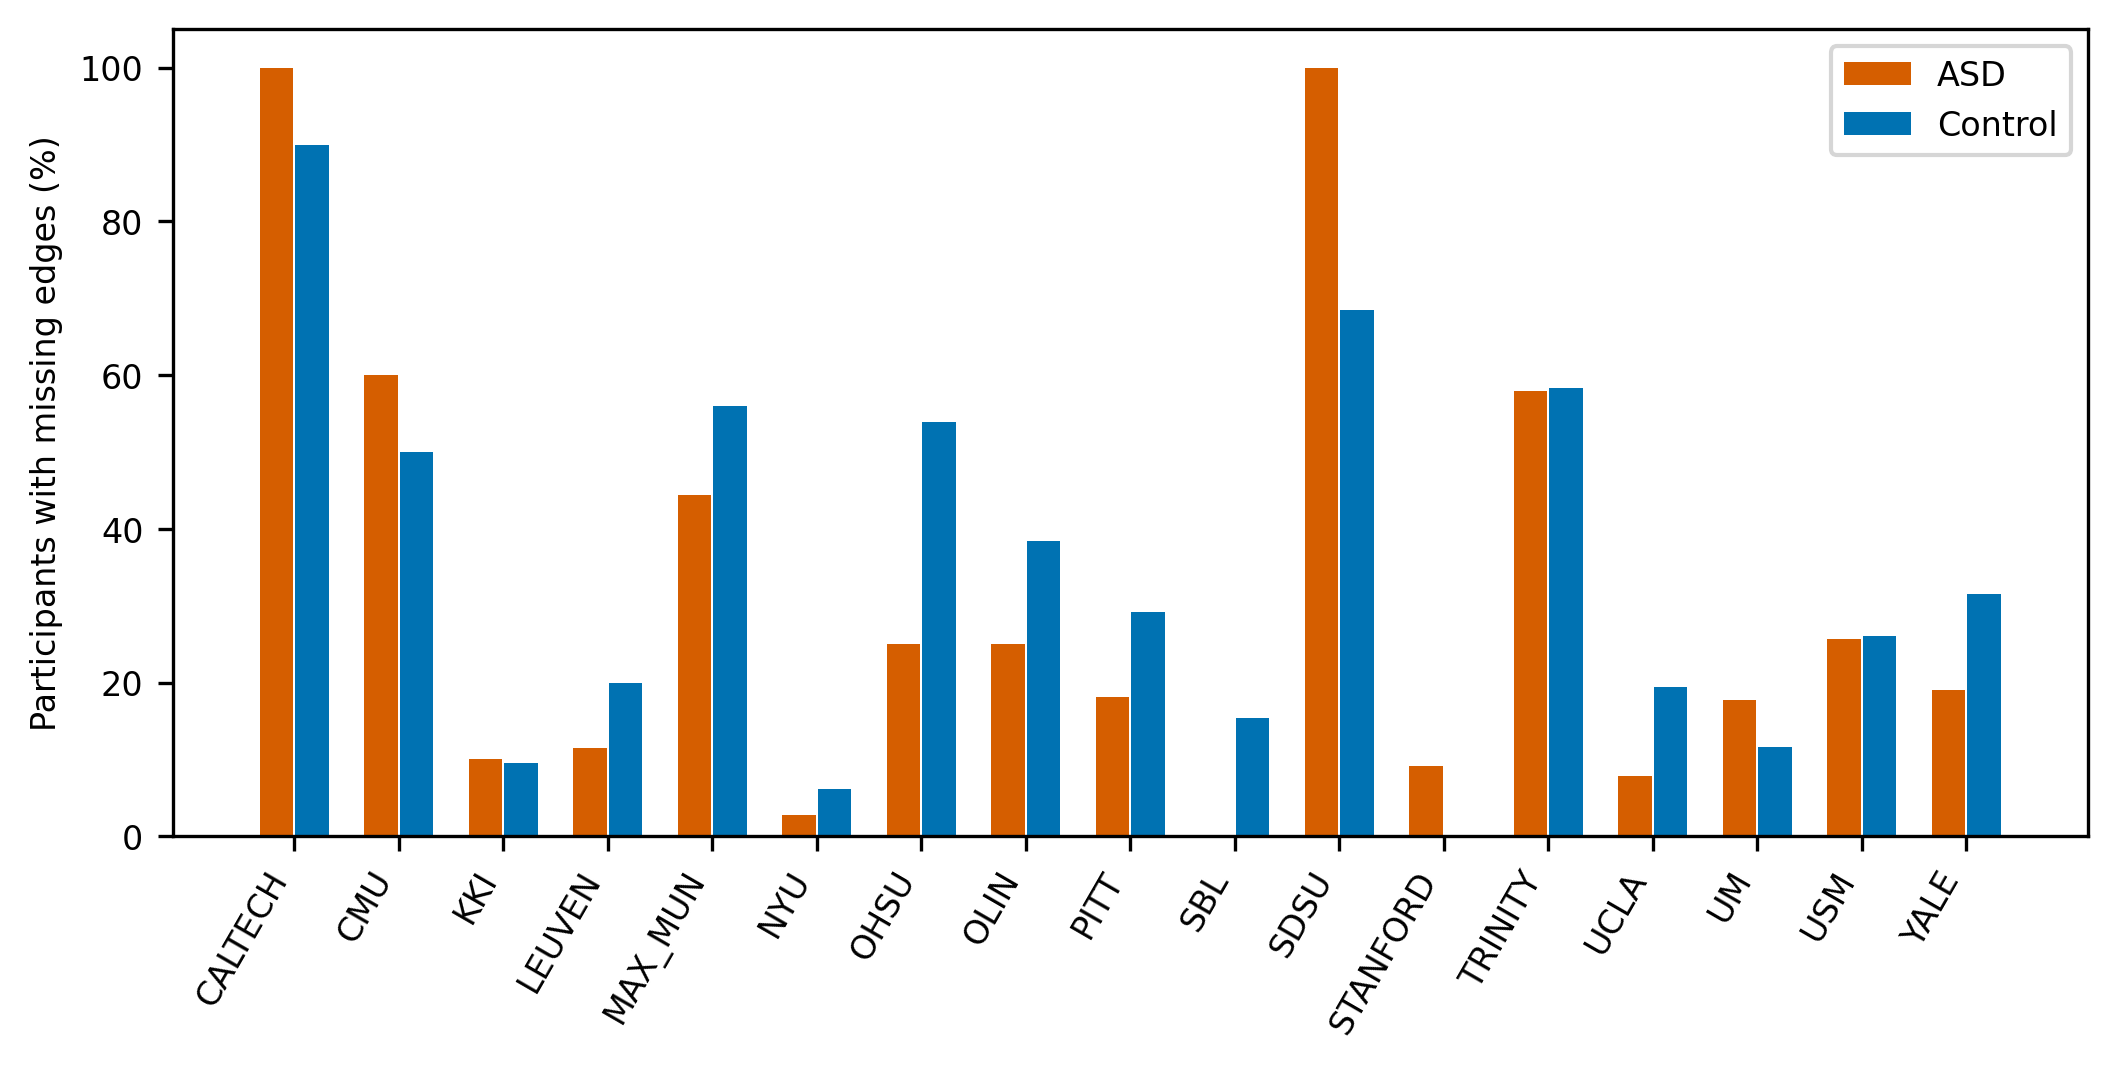 Participants with missing edges (%)
100
80
60
40
20
0
ASD
Control
CALTECH
CMU
KKI
LEUVEN
MAX_MUN
NYU
OHSU
OLIN
PITT
SBL
SDSU
STANFORD
TRINITY
UCLA
UM
USM
YALE